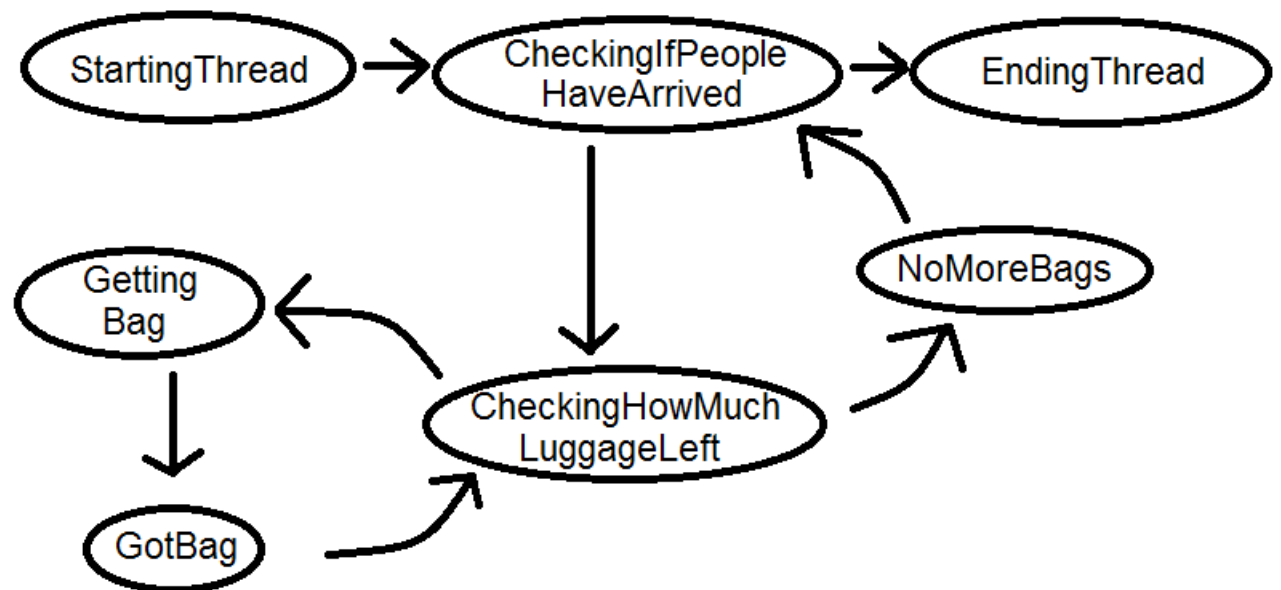 StartingThread
CheckingIfPeople
HaveArrived
EndingThread
Getting
Bag
NoMoreBags
CheckingHowMuch
LuggageLeft
GotBag